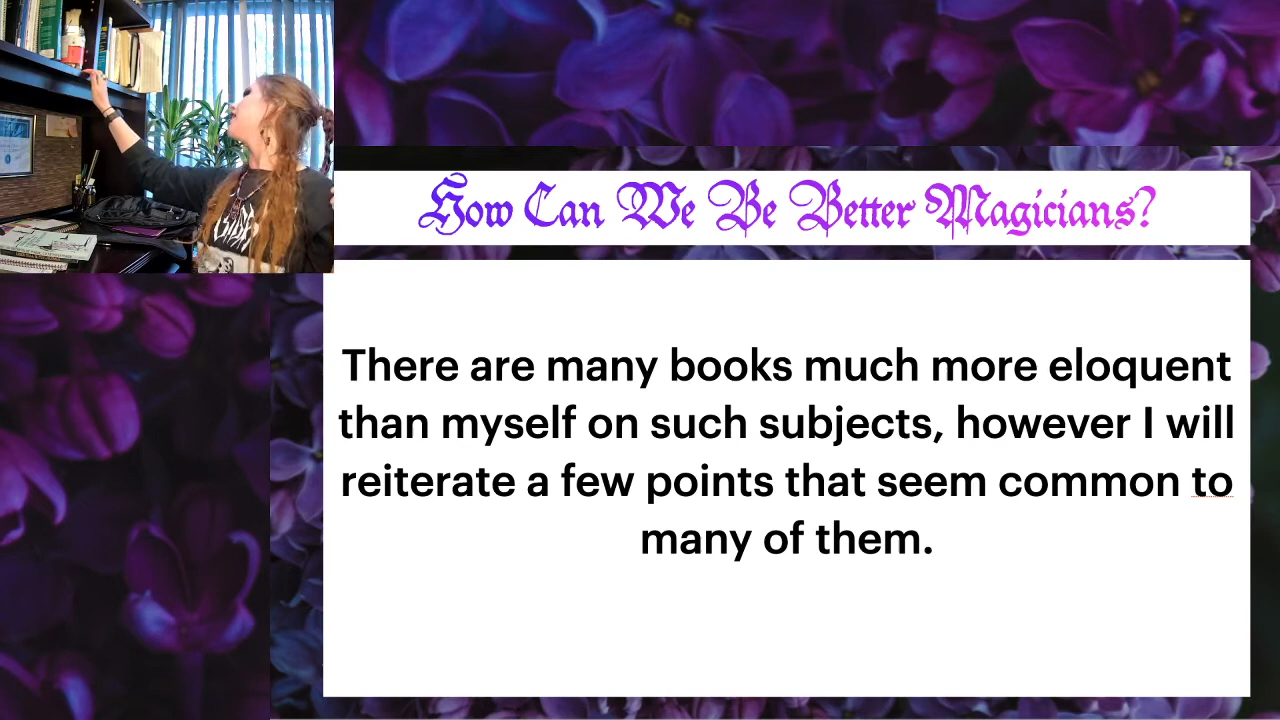 How Can We Be Better Magicians?
There are many books much more eloquent
than myself on such subjects, however I will
reiterate a few points that seem common to
many of them.